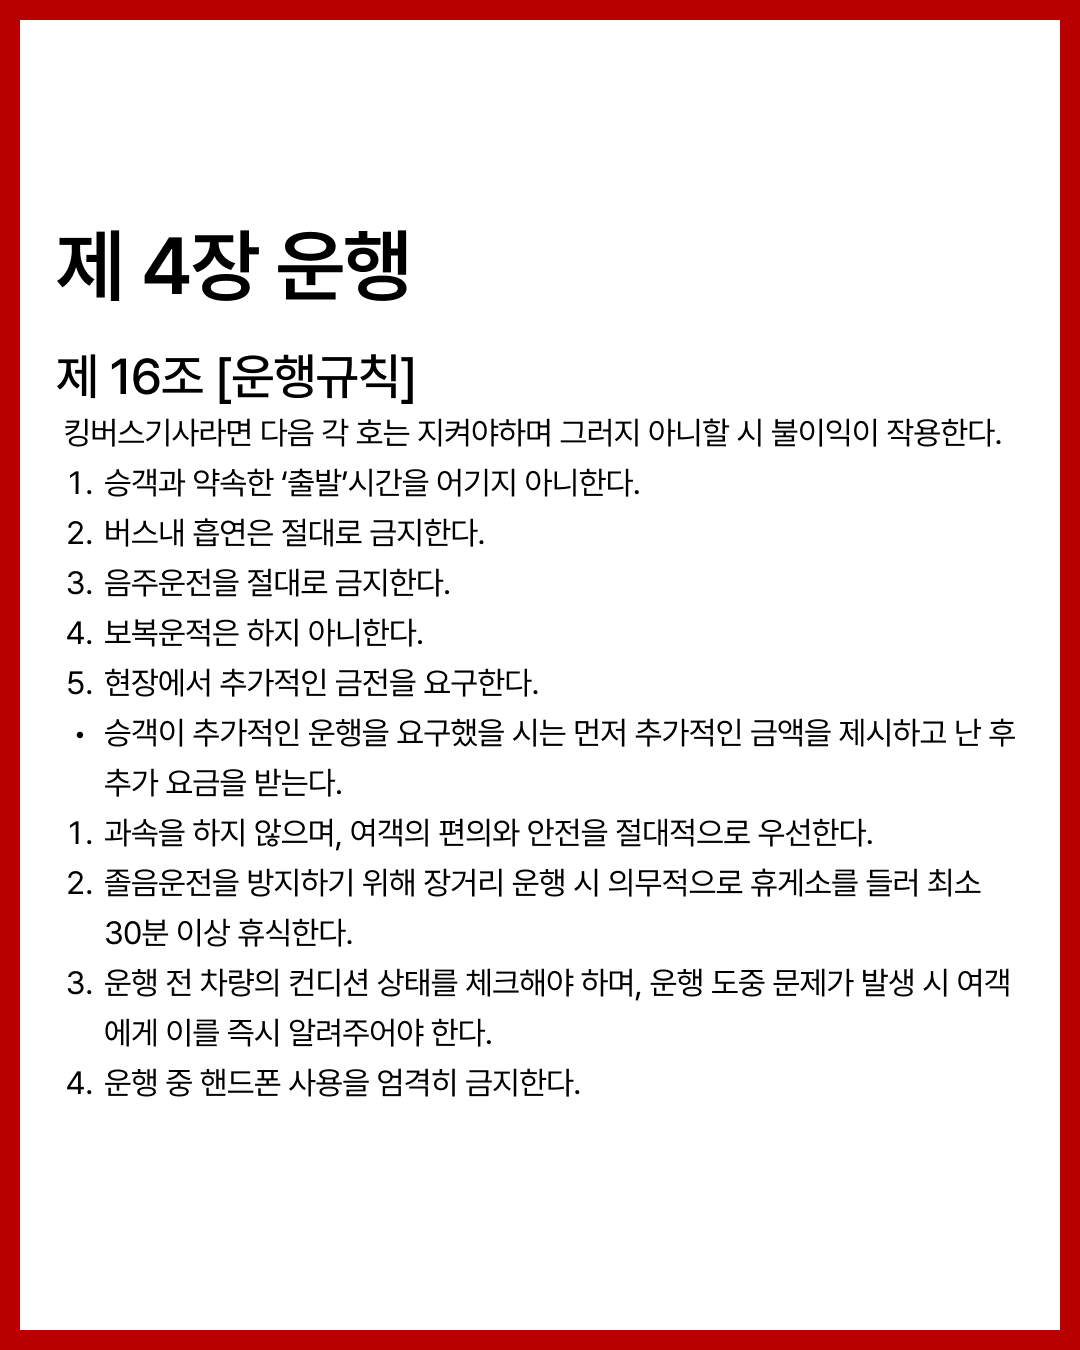 제 4장 운행
제 16조 [운행규칙]
킹버스기사라면 다음 각 호는 지켜야하며 그러지 아니할 시 불이익이 작용한다.
1. 승객과 약속한 ‘출발’시간을 어기지 아니한다.
2. 버스내 흡연은 절대로 금지한다.
3. 음주운전을 절대로 금지한다.
4. 보복운적은 하지 아니한다.
5. 현장에서 추가적인 금전을 요구한다.
• 승객이 추가적인 운행을 요구했을 시는 먼저 추가적인 금액을 제시하고 난 후
추가 요금을 받는다.
1. 과속을 하지 않으며, 여객의 편의와 안전을 절대적으로 우선한다.
2. 졸음운전을 방지하기 위해 장거리 운행 시 의무적으로 휴게소를 들러 최소
30분 이상 휴식한다.
3. 운행 전 차량의 컨디션 상태를 체크해야 하며, 운행 도중 문제가 발생 시 여객
에게 이를 즉시 알려주어야 한다.
4. 운행 중 핸드폰 사용을 엄격히 금지한다.